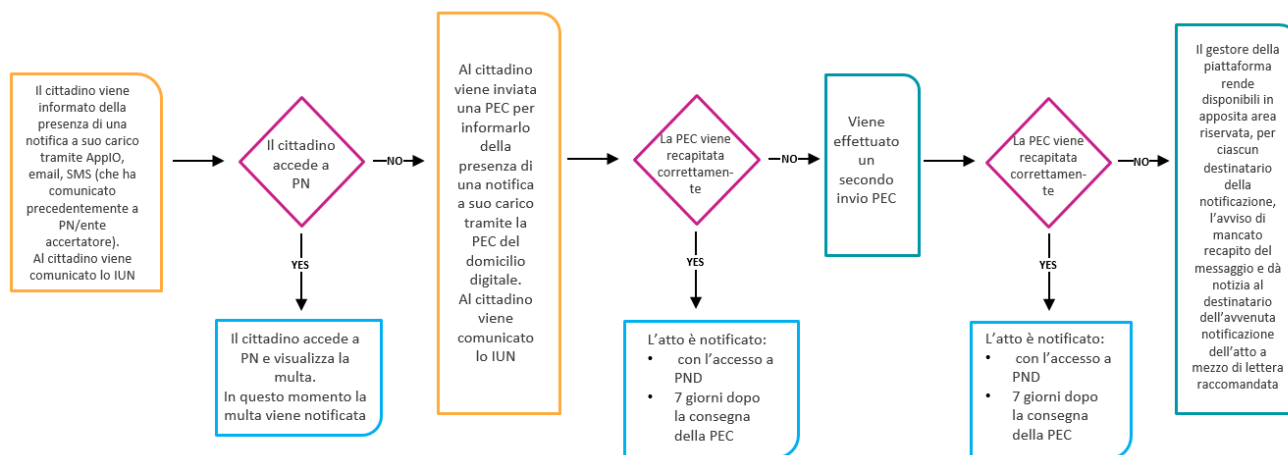 Il cittadino viene
informato della
presenza di una
notifica a suo carico
tramite AppIO,
email, SMS (che ha
comunicato
precedentemente a
PN/ente
accertatore).
Al cittadino viene
comunicato lo IUN
Il cittadino
accede a
PN
NO
YES
Il cittadino accede a
PN e visualizza la
multa.
In questo momento la
multa viene notificata
Al cittadino
viene inviata
una PEC per
informarlo
della
presenza di
una notifica
a suo carico
tramite la
PEC del
domicilio
digitale.
Al cittadino
viene
comunicato
lo IUN
La PEC viene
recapitata
correttamen-
te
NO
YES
L'atto è notificato:
• con l'accesso a
PND
• 7 giorni dopo
la consegna
della PEC
Viene
effettuato un
secondo
invio PEC
La PEC viene
recapitata
correttamen-
te
NO
YES
L'atto è notificato:
• con l'accesso a
PND
• 7 giorni dopo
la consegna
della PEC
Il gestore della
piattaforma
rende
disponibili in
apposita area
riservata, per
ciascun
destinatario
della
notificazione,
l'avviso di
mancato
recapito del
messaggio e dà
notizia al
destinatario
dell'avvenuta
notificazione
dell'atto a
mezzo di lettera
raccomandata